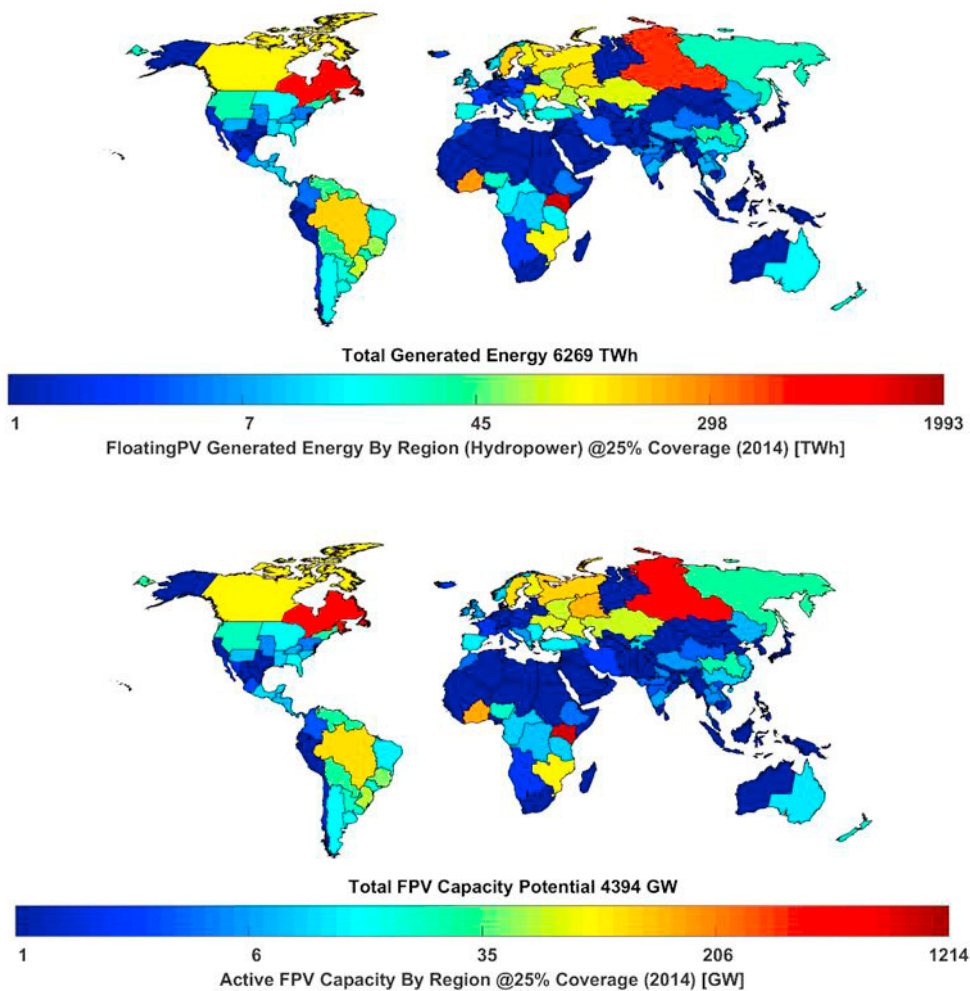 Total Generated Energy 6269 TWh
1 7 45 298 1993
FloatingPV Generated Energy By Region (Hydropower) @25% Coverage (2014) [TWh]
Total FPV Capacity Potential 4394 GW
1 6 35 206 1214
Active FPV Capacity By Region @25% Coverage (2014) [GW]